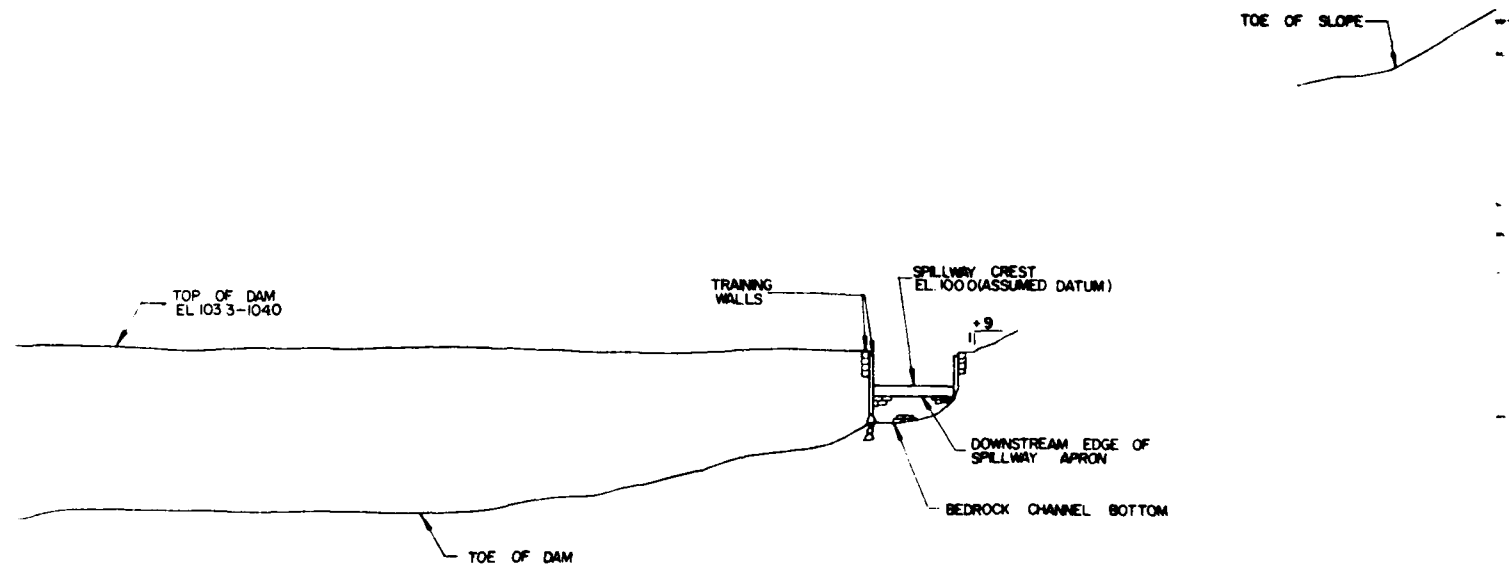 TOE OF SLOPE
TOP OF DAM
EL 103 3-104 0
TRAINING
WALLS
SPILLWAY CREST
EL. 100 0(ASSUMED DATUM)
+9
1
DOWNSTREAM EDGE OF
SPILLWAY APRON
BEDROCK CHANNEL BOTTOM
TOE OF DAM